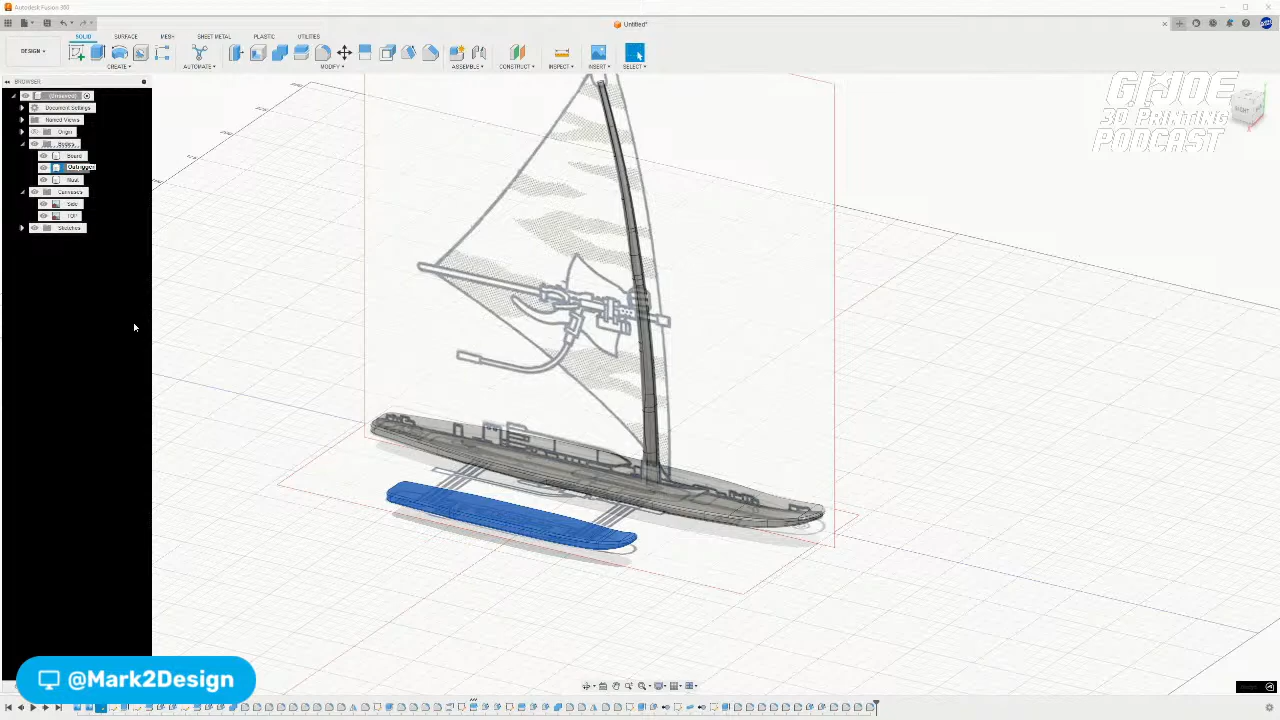 Autodesk Fusion 360
Untitled*
SOLID SURFACE MESH SHEET METAL PLASTIC UTILITIES
DESIGN
CREATE AUTOMATE MODIFY ASSEMBLE CONSTRUCT INSPECT INSERT SELECT
BROWSER
(Unsaved)
Document Settings
Named Views
Origin
Bodies
Board
Outrigger
Mast
Canvases
Side
TOP
Sketches
G.I.JOE
3D PRINTING
PODCAST
@Mark2Design